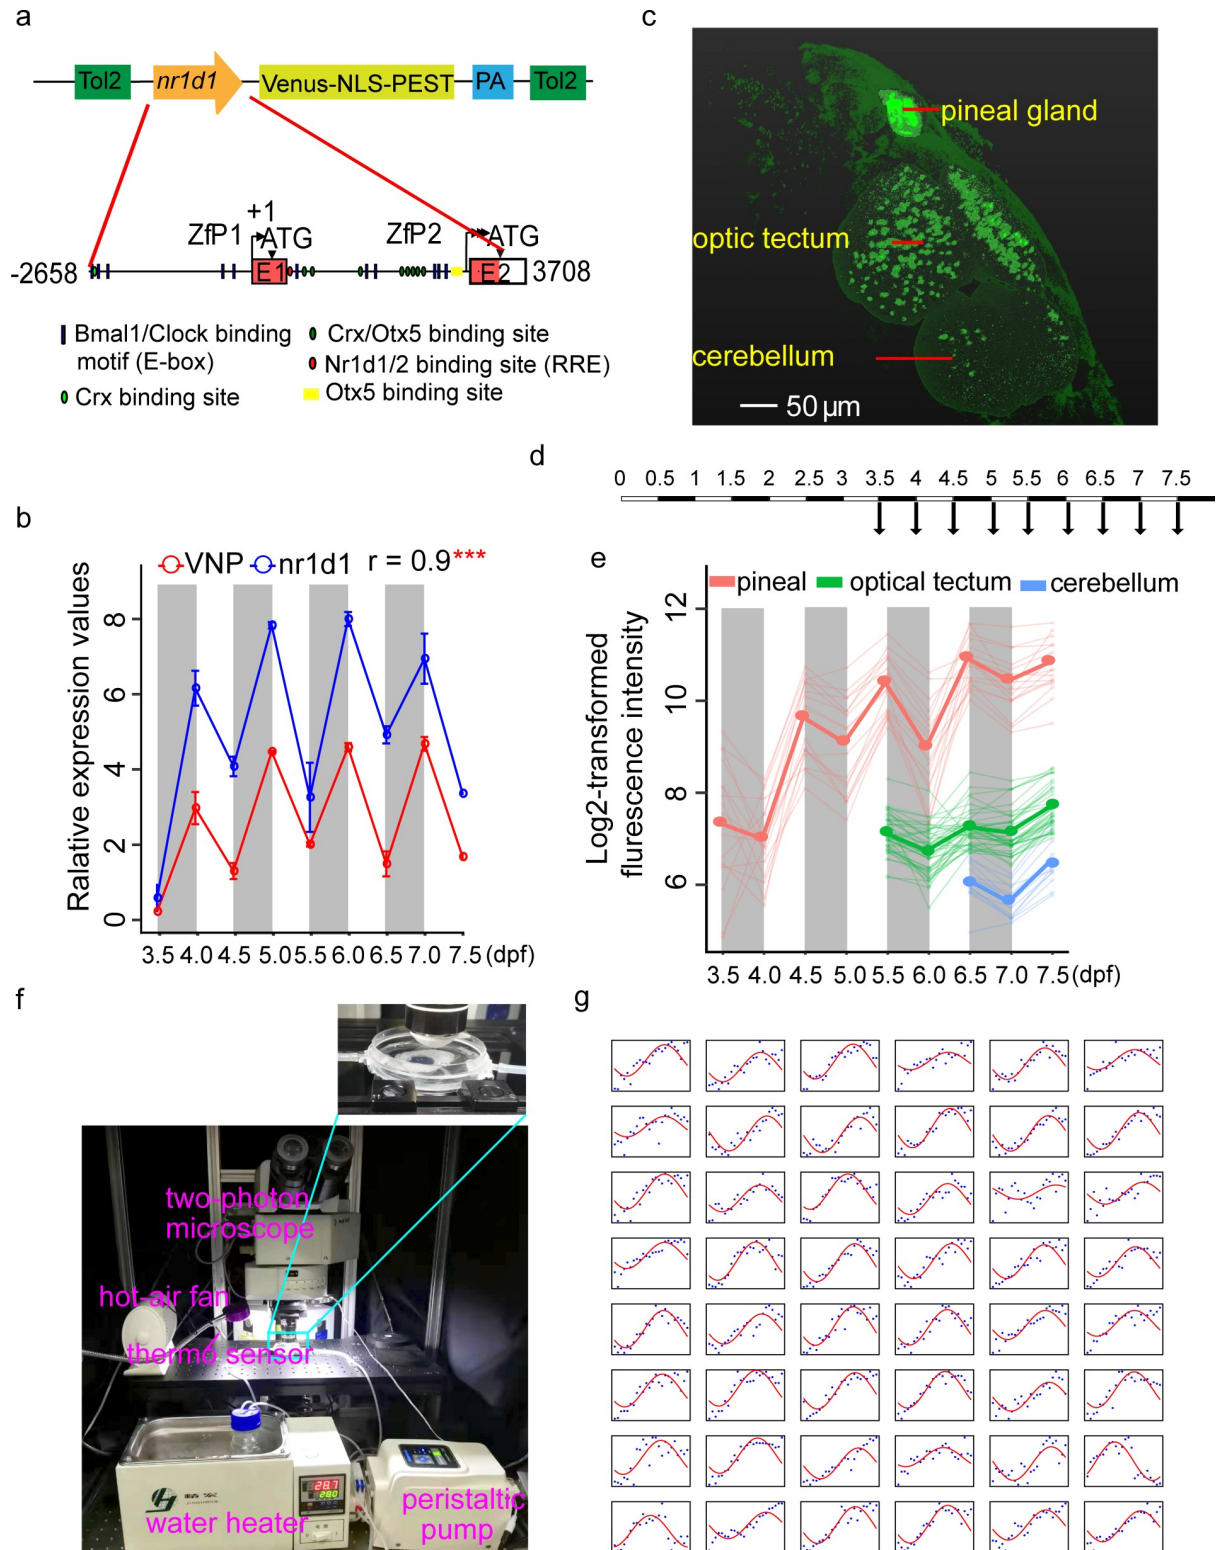 a
Tol2
nr1d1
Venus-NLS-PEST
PA
Tol2
+1
ZfP1
ATG
ZfP2
ATG
-2658
E1
E2
3708
Bmal1/Clock binding
motif (E-box)
Crx binding site
Crx/Otx5 binding site
Nr1d1/2 binding site (RRE)
Otx5 binding site
c
pineal gland
optic tectum
cerebellum
50 µm
b
VNP nr1d1 r = 0.9***
Ralative expression values
8
6
4
2
0
3.5 4.0 4.5 5.0 5.5 6.0 6.5 7.0 7.5 (dpf)
d
0 0.5 1 1.5 2 2.5 3 3.5 4 4.5 5 5.5 6 6.5 7 7.5
e
pineal optical tectum cerebellum
Log2-transformed
flurescence intensity
12
10
8
6
3.5 4.0 4.5 5.0 5.5 6.0 6.5 7.0 7.5 (dpf)
f
two-photon
microscope
hot-air fan
thermo sensor
28.7
28.0
water heater
peristaltic
pump
g